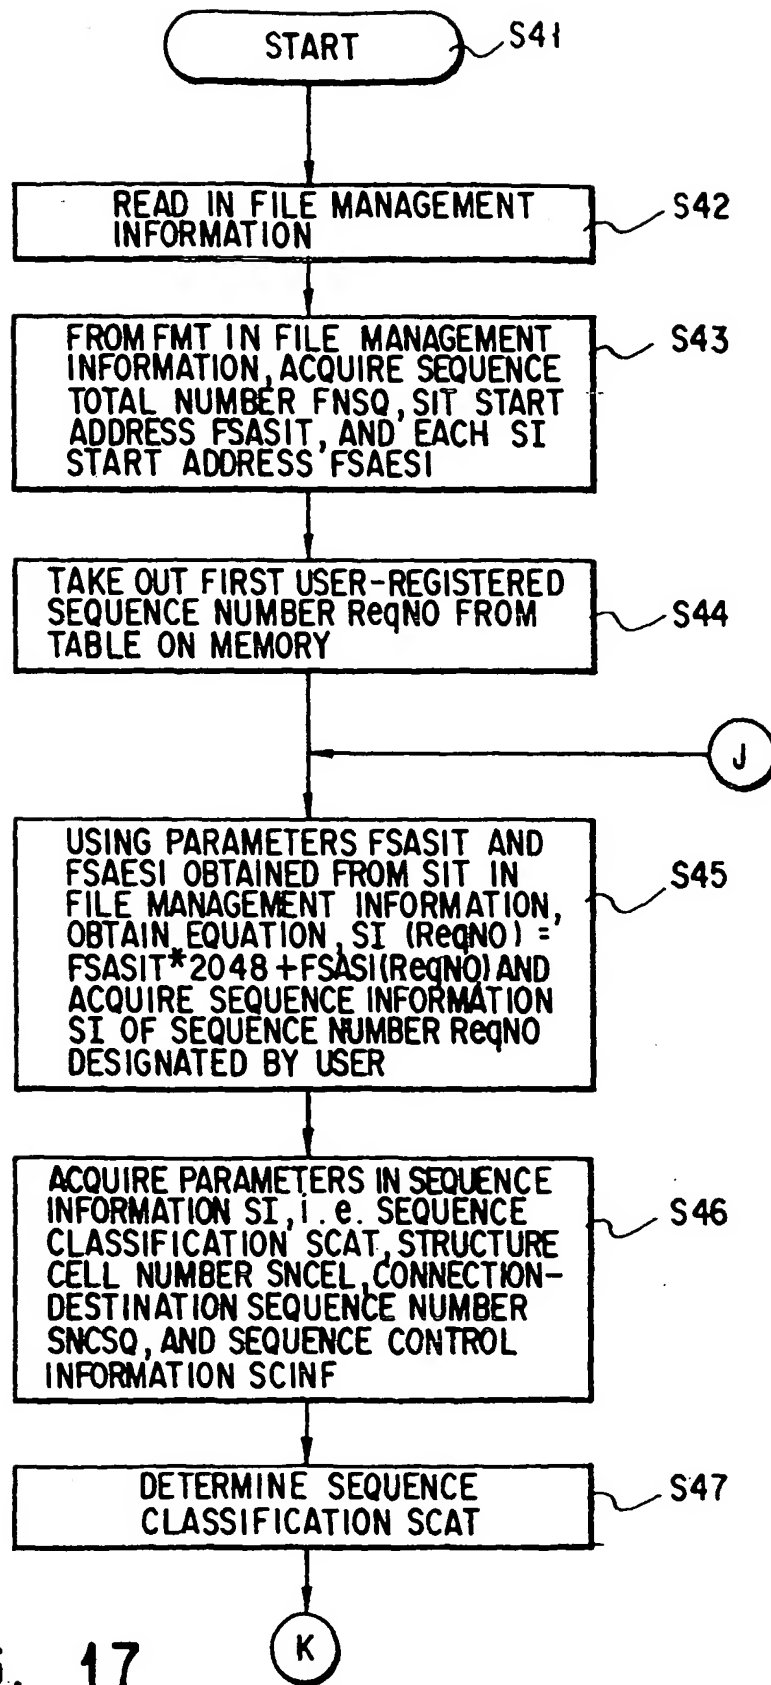 START
S41
READ IN FILE MANAGEMENT
INFORMATION
S42
FROM FMT IN FILE MANAGEMENT
INFORMATION, ACQUIRE SEQUENCE
TOTAL NUMBER FNSQ, SIT START
ADDRESS FSASIT, AND EACH SI
START ADDRESS FSAESI
S43
TAKE OUT FIRST USER-REGISTERED
SEQUENCE NUMBER ReqNO FROM
TABLE ON MEMORY
S44
J
USING PARAMETERS FSASIT AND
FSAESI OBTAINED FROM SIT IN
FILE MANAGEMENT INFORMATION,
OBTAIN EQUATION, SI (ReqNO) =
FSASIT*2048+FSASI(ReqNO) AND
ACQUIRE SEQUENCE INFORMATION
SI OF SEQUENCE NUMBER ReqNO
DESIGNATED BY USER
S45
ACQUIRE PARAMETERS IN SEQUENCE
INFORMATION SI, i.e. SEQUENCE
CLASSIFICATION SCAT, STRUCTURE
CELL NUMBER SNCEL, CONNECTION-
DESTINATION SEQUENCE NUMBER
SNCSQ, AND SEQUENCE CONTROL
INFORMATION SCINF
S46
DETERMINE SEQUENCE
CLASSIFICATION SCAT
S47
K
17